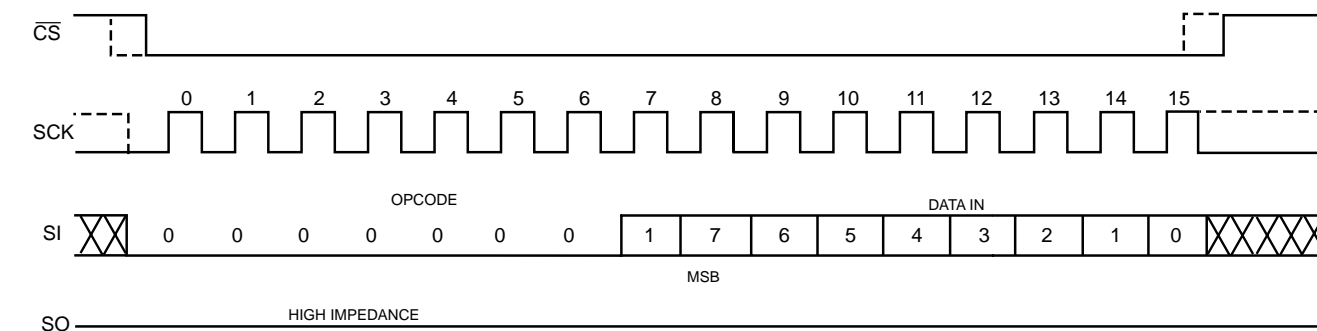 CS
0 1 2 3 4 5 6 7 8 9 10 11 12 13 14 15
SCK
OPCODE
DATA IN
SI 0 0 0 0 0 0 0 1 7 6 5 4 3 2 1 0
MSB
HIGH IMPEDANCE
SO